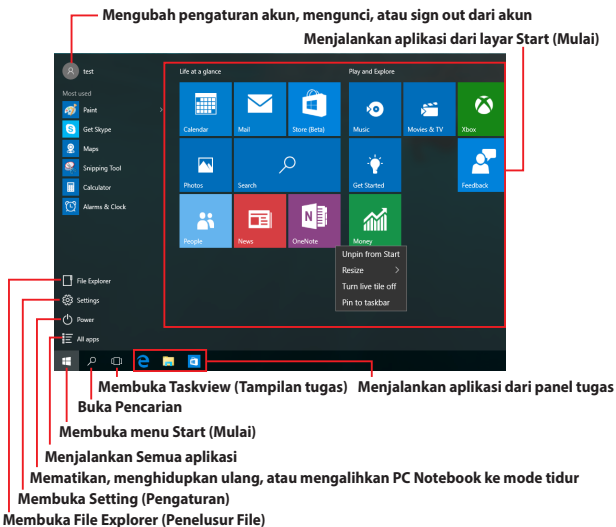 Mengubah pengaturan akun, mengunci, atau sign out dari akun
Menjalankan aplikasi dari layar Start (Mulai)
test
Most used
Paint
Get Skype
Maps
Snipping Tool
Calculator
Alarms & Clock
File Explorer
Settings
Power
All apps
Life at a glance
Play and Explore
Calendar
Mail
Store (Beta)
Music
Movies & TV
Xbox
Photos
Search
Get Started
Feedback
People
News
OneNote
Money
Unpin from Start
Resize
Turn live tile off
Pin to taskbar
Membuka Taskview (Tampilan tugas)
Menjalankan aplikasi dari panel tugas
Buka Pencarian
Membuka menu Start (Mulai)
Menjalankan Semua aplikasi
Mematikan, menghidupkan ulang, atau mengalihkan PC Notebook ke mode tidur
Membuka Setting (Pengaturan)
Membuka File Explorer (Penelusur File)